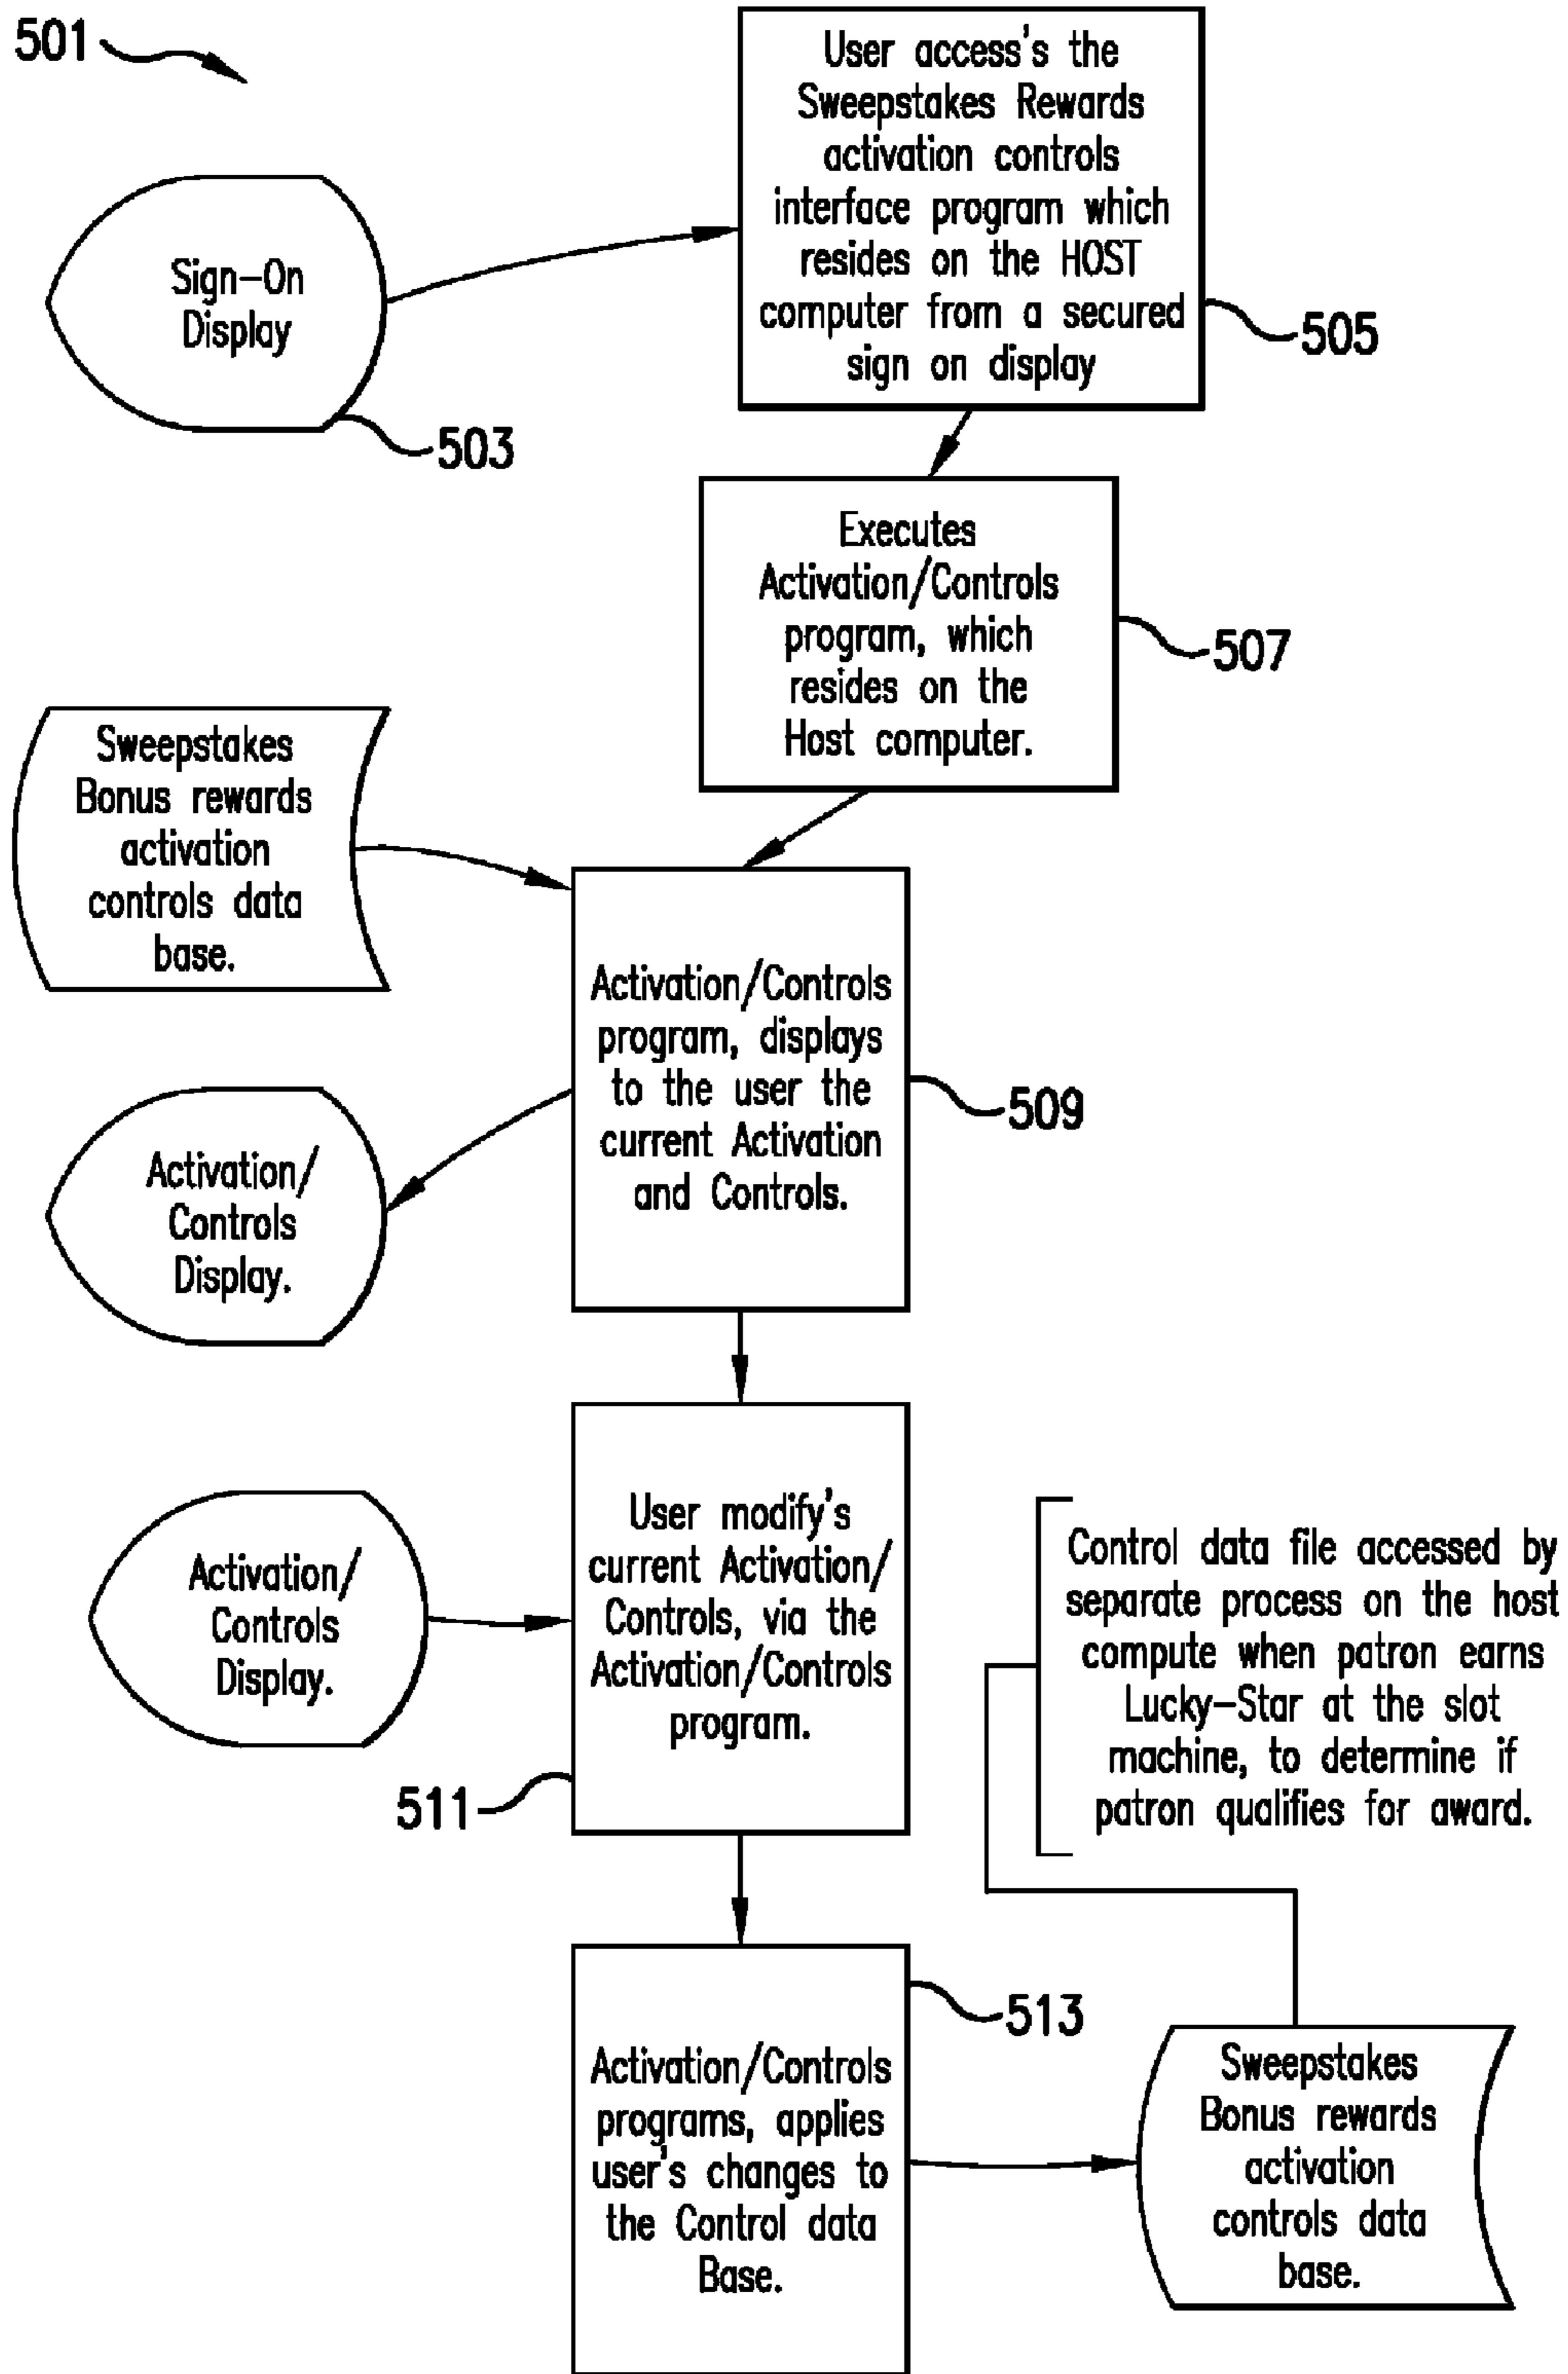 501
User access's the
Sweepstakes Rewards
activation controls
interface program which
resides on the HOST
computer from a secured
sign on display
505
Sign-On
Display
503
Executes
Activation/Controls
program, which
resides on the
Host computer.
507
Sweepstakes
Bonus rewards
activation
controls data
base.
Activation/Controls
program, displays
to the user the
current Activation
and Controls.
509
Activation/
Controls
Display.
User modify's
current Activation/
Controls, via the
Activation/Controls
program.
511
Activation/
Controls
Display.
Control data file accessed by
separate process on the host
compute when patron earns
Lucky-Star at the slot
machine, to determine if
patron qualifies for award.
513
Activation/Controls
programs, applies
user's changes to
the Control data
Base.
Sweepstakes
Bonus rewards
activation
controls data
base.